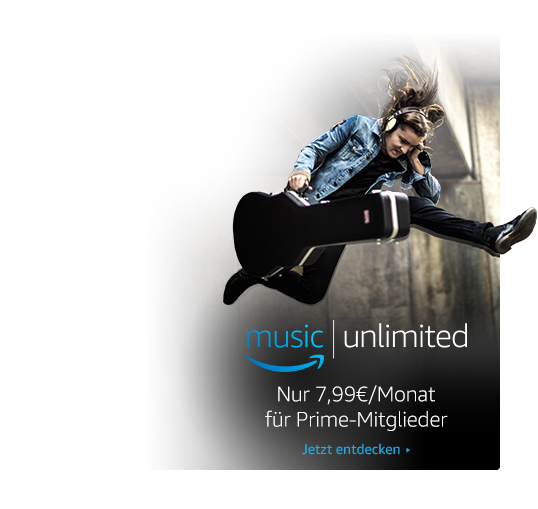 music | unlimited
Nur 7,99€/Monat
für Prime-Mitglieder
Jetzt entdecken ▸